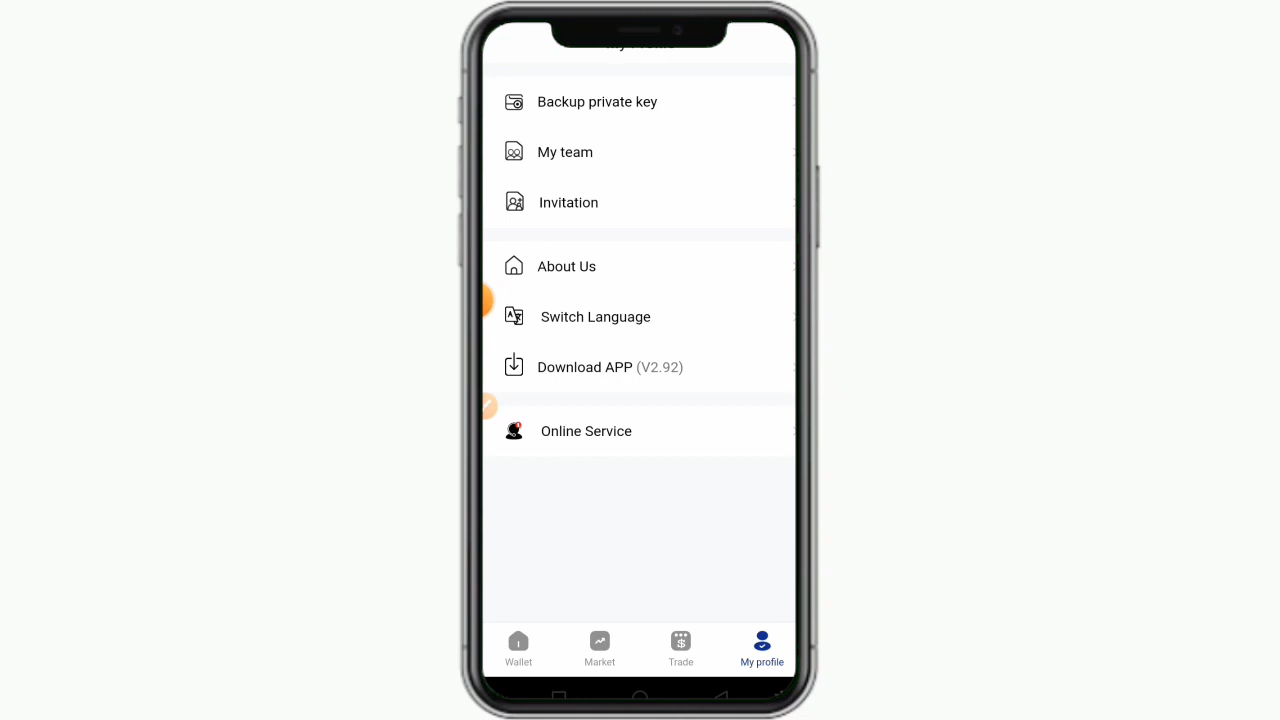 Backup private key
My team
Invitation
About Us
Switch Language
Download APP (V2.92)
Online Service
Wallet
Market
Trade
My profile